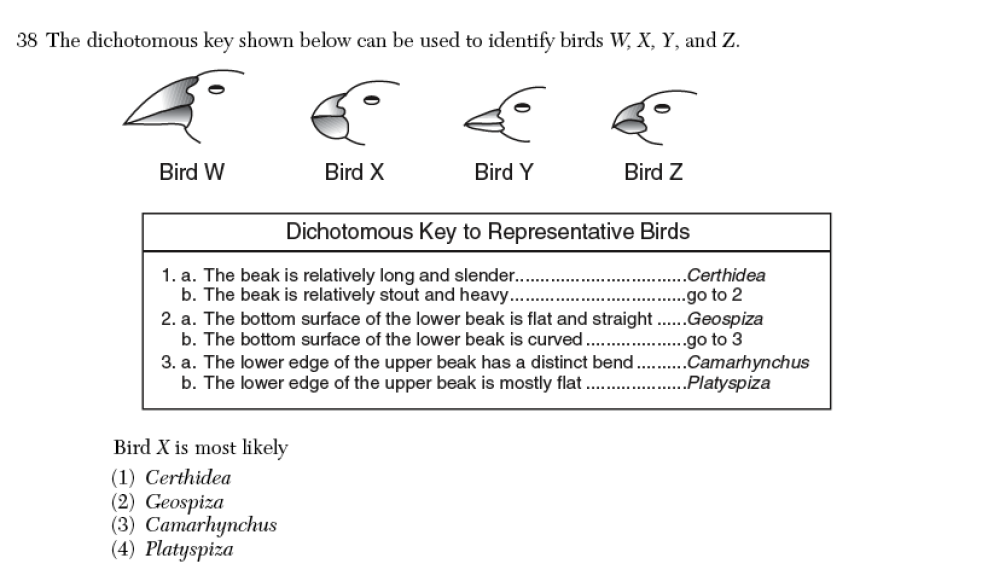 38 The dichotomous key shown below can be used to identify birds W, X, Y, and Z.
Bird W Bird X Bird Y Bird Z
Dichotomous Key to Representative Birds
1. a. The beak is relatively long and slender..................................Certhidea
b. The beak is relatively stout and heavy...................................go to 2
2. a. The bottom surface of the lower beak is flat and straight ......Geospiza
b. The bottom surface of the lower beak is curved ....................go to 3
3. a. The lower edge of the upper beak has a distinct bend ..........Camarhynchus
b. The lower edge of the upper beak is mostly flat ....................Platyspiza
Bird X is most likely
(1) Certhidea
(2) Geospiza
(3) Camarhynchus
(4) Platyspiza